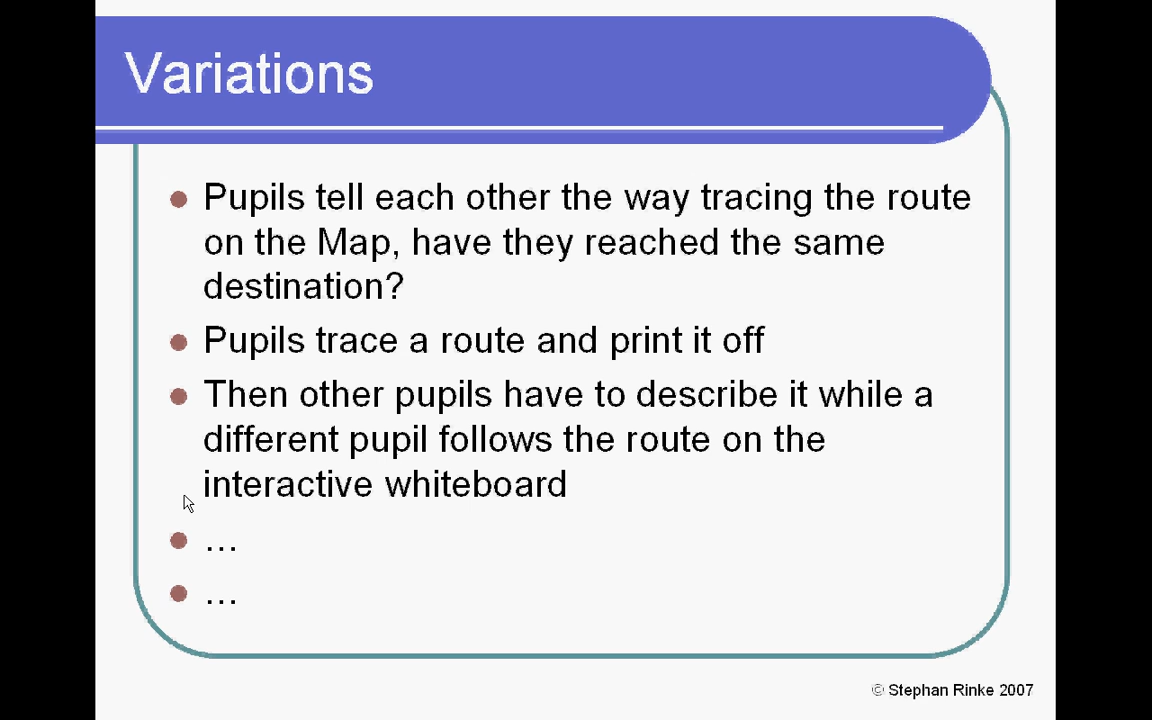 Variations
Pupils tell each other the way tracing the route
on the Map, have they reached the same
destination?
Pupils trace a route and print it off
Then other pupils have to describe it while a
different pupil follows the route on the
interactive whiteboard
...
...
© Stephan Rinke 2007